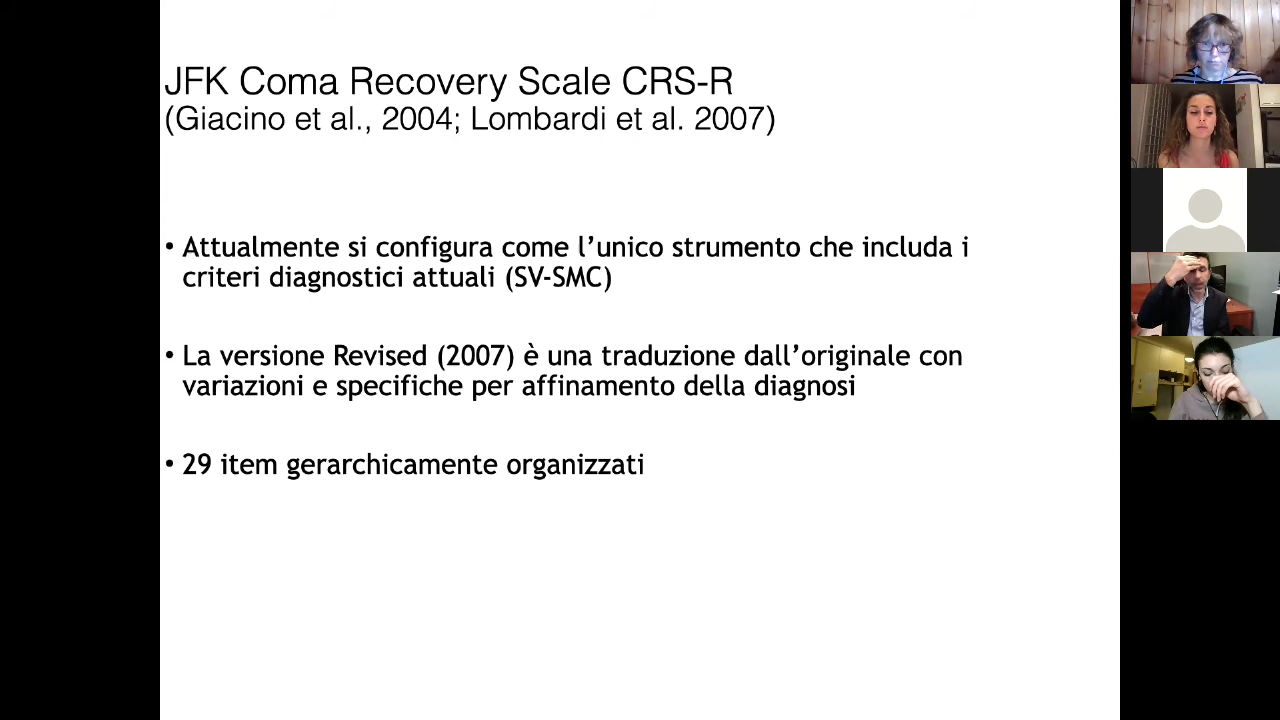 JFK Coma Recovery Scale CRS-R
(Giacino et al., 2004; Lombardi et al. 2007)
• Attualmente si configura come l’unico strumento che includa i
criteri diagnostici attuali (SV-SMC)
• La versione Revised (2007) è una traduzione dall’originale con
variazioni e specifiche per affinamento della diagnosi
• 29 item gerarchicamente organizzati